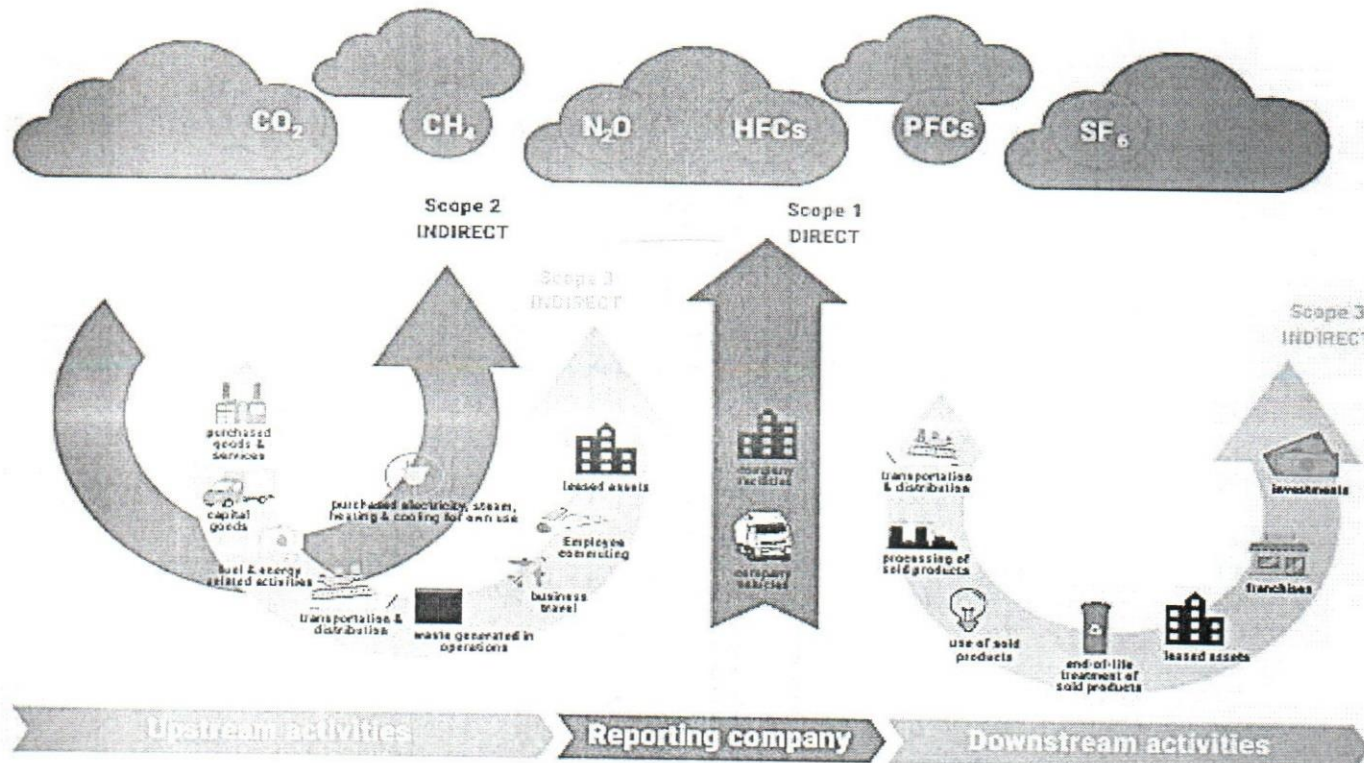 CO₂
CH₄
N₂O
HFCs
PFCs
SF₆
Scope 2
INDIRECT
Scope 3
INDIRECT
Scope 1
DIRECT
Scope 3
INDIRECT
purchased
goods &
services
capital
goods
fuel & energy
related activities
purchased electricity, steam,
heating & cooling for own use
transportation &
distribution
waste generated in
operations
business
travel
Employee
commuting
leased assets
company
facilities
company
vehicles
transportation
& distribution
processing of
sold products
use of sold
products
end-of-life
treatment of
sold products
leased assets
franchises
investments
Upstream activities
Reporting company
Downstream activities